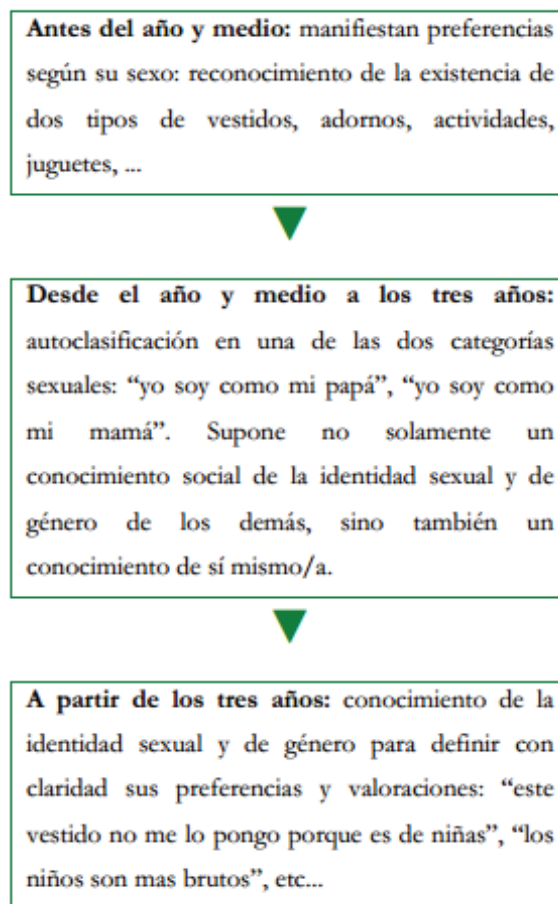 Antes del año y medio: manifiestan preferencias
según su sexo: reconocimiento de la existencia de
dos tipos de vestidos, adornos, actividades,
juguetes, ...
Desde el año y medio a los tres años:
autoclasificación en una de las dos categorías
sexuales: “yo soy como mi papá”, “yo soy como
mi mamá”. Supone no solamente un
conocimiento social de la identidad sexual y de
género de los demás, sino también un
conocimiento de sí mismo/a.
A partir de los tres años: conocimiento de la
identidad sexual y de género para definir con
claridad sus preferencias y valoraciones: “este
vestido no me lo pongo porque es de niñas”, “los
niños son mas brutos”, etc...